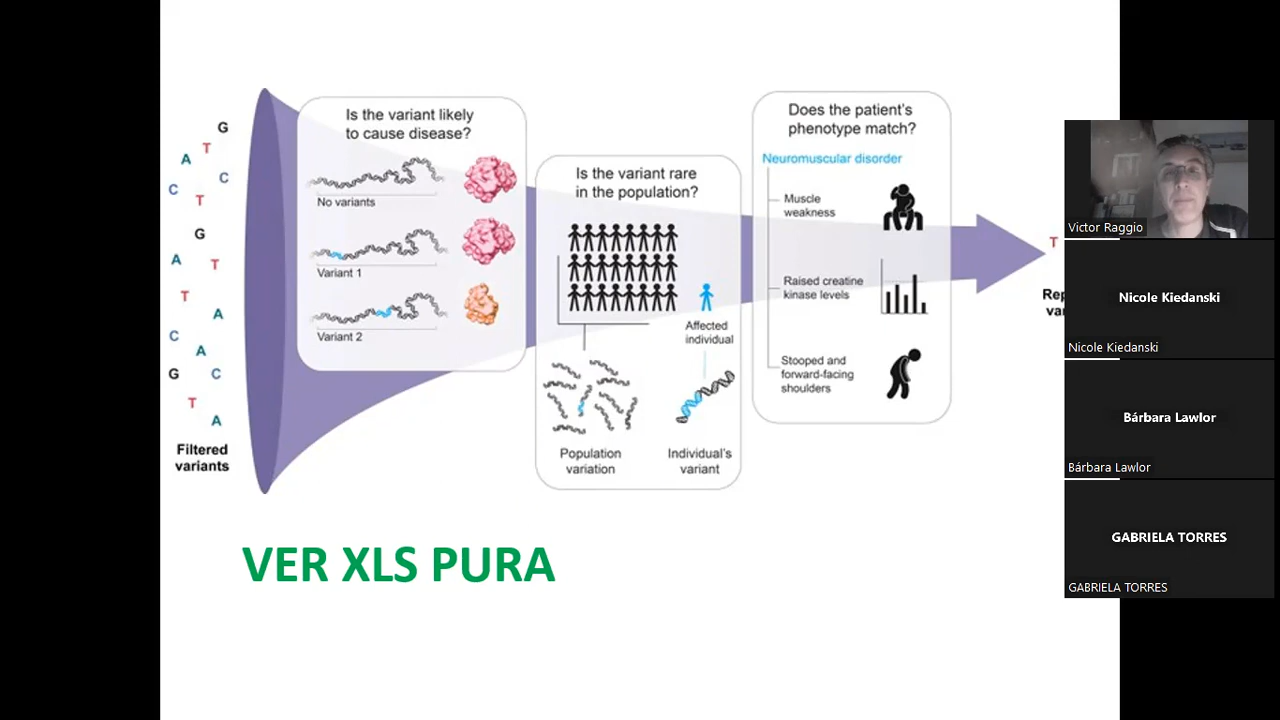 G
T
A
C
C
T
G
A
T
T
A
C
A
G
C
T
A
Filtered
variants
Is the variant likely
to cause disease?
No variants
Variant 1
Variant 2
Is the variant rare
in the population?
Affected
individual
Population
variation
Individual's
variant
Does the patient's
phenotype match?
Neuromuscular disorder
Muscle
weakness
Raised creatine
kinase levels
Stooped and
forward-facing
shoulders
T
VER XLS PURA
Victor Raggio
Nicole Kiedanski
Nicole Kiedanski
Bárbara Lawlor
Bárbara Lawlor
GABRIELA TORRES
GABRIELA TORRES